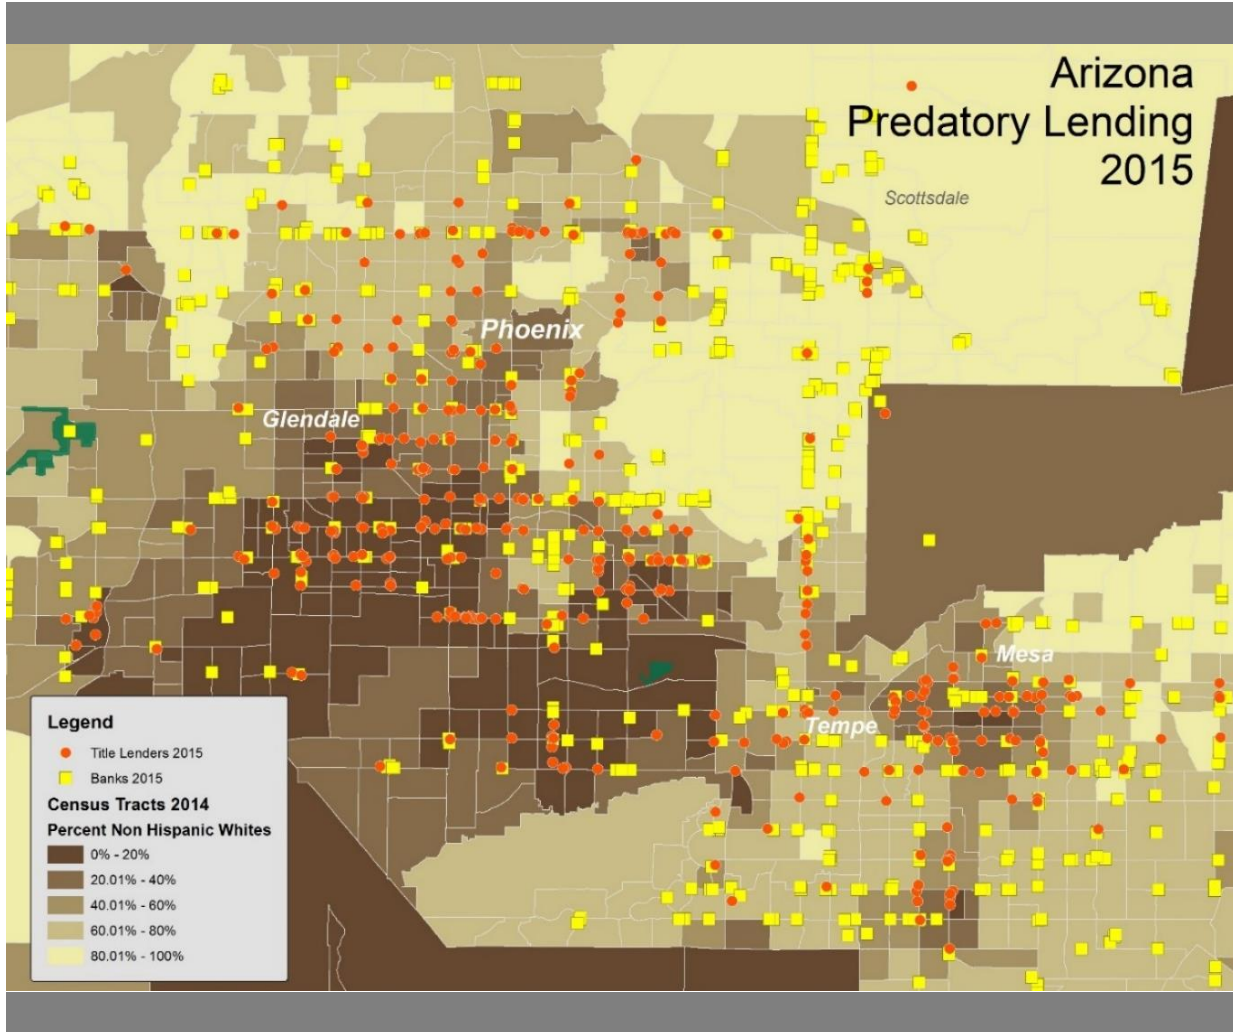 Arizona
Predatory Lending
2015
Scottsdale
Phoenix
Glendale
Mesa
Tempe
Legend
Title Lenders 2015
Banks 2015
Census Tracts 2014
Percent Non Hispanic Whites
0% - 20%
20.01% - 40%
40.01% - 60%
60.01% - 80%
80.01% - 100%